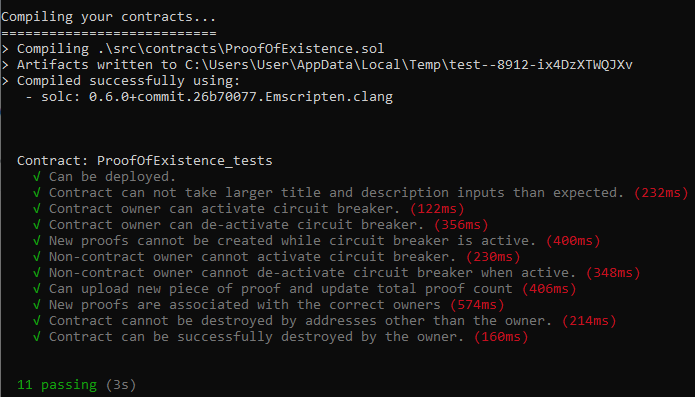 Compiling your contracts...
===========================
> Compiling .\src\contracts\ProofOfExistence.sol
> Artifacts written to C:\Users\User\AppData\Local\Temp\test--8912-ix4DzXTWQJXv
> Compiled successfully using:
- solc: 0.6.0+commit.26b70077.Emscripten.clang
Contract: ProofOfExistence_tests
√ Can be deployed.
√ Contract can not take larger title and description inputs than expected. (232ms)
√ Contract owner can activate circuit breaker. (122ms)
√ Contract owner can de-activate circuit breaker. (356ms)
√ New proofs cannot be created while circuit breaker is active. (400ms)
√ Non-contract owner cannot activate circuit breaker. (230ms)
√ Non-contract owner cannot de-activate circuit breaker when active. (348ms)
√ Can upload new piece of proof and update total proof count (406ms)
√ New proofs are associated with the correct owners (574ms)
√ Contract cannot be destroyed by addresses other than the owner. (214ms)
√ Contract can be successfully destroyed by the owner. (160ms)
11 passing (3s)